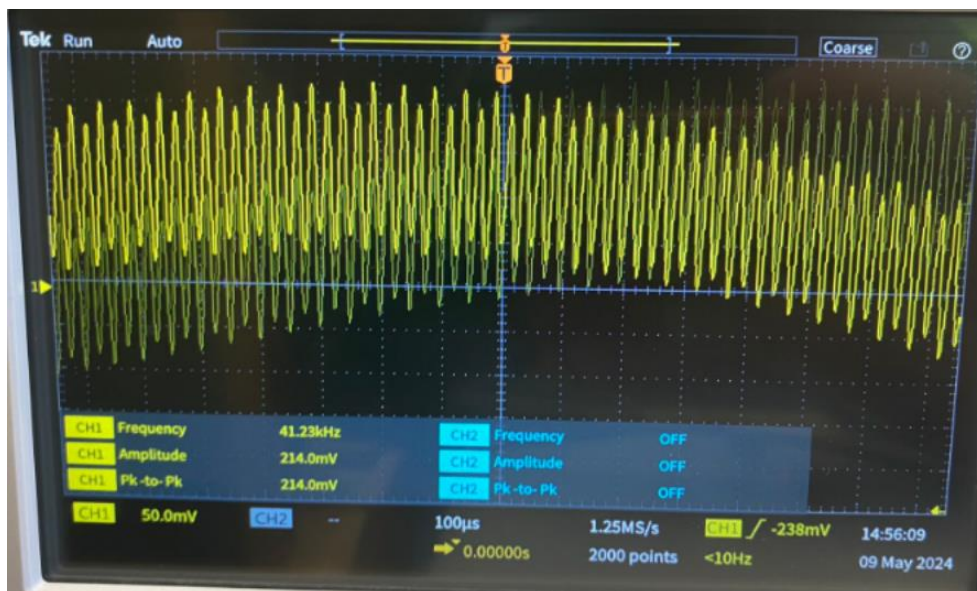 Tek Run Auto Coarse ?
T
T
1
CH1 Frequency 41.23kHz CH2 Frequency OFF
CH1 Amplitude 214.0mV CH2 Amplitude OFF
CH1 Pk-to-Pk 214.0mV CH2 Pk-to-Pk OFF
CH1 50.0mV CH2 -- 100µs 1.25MS/s CH1 -238mV 14:56:09
0.00000s 2000 points <10Hz 09 May 2024